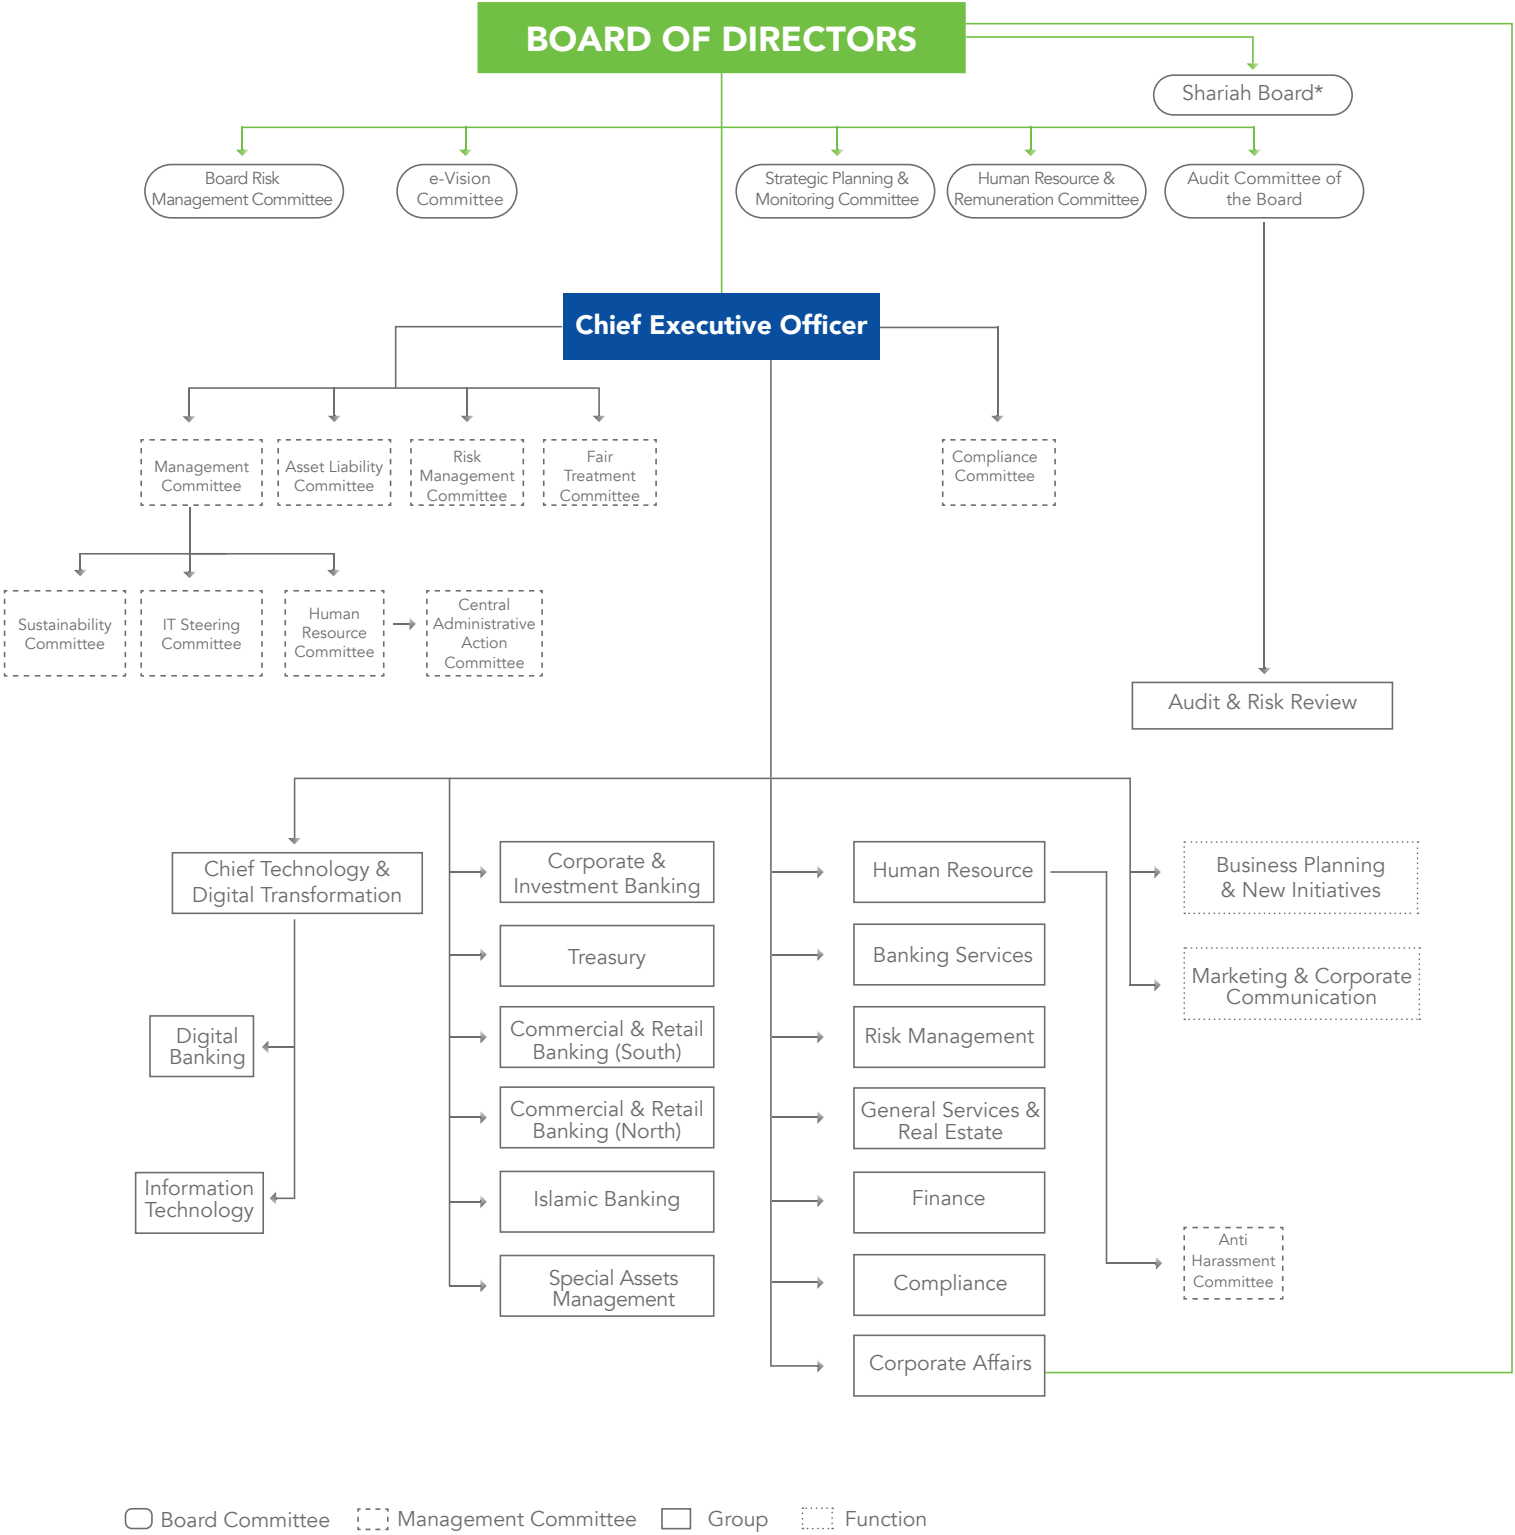 BOARD OF DIRECTORS
Shariah Board*
Board Risk
Management Committee
e-Vision
Committee
Strategic Planning &
Monitoring Committee
Human Resource &
Remuneration Committee
Audit Committee of
the Board
Chief Executive Officer
Management
Committee
Asset Liability
Committee
Risk
Management
Committee
Fair
Treatment
Committee
Compliance
Committee
Sustainability
Committee
IT Steering
Committee
Human
Resource
Committee
Central
Administrative
Action
Committee
Audit & Risk Review
Chief Technology &
Digital Transformation
Digital
Banking
Information
Technology
Corporate &
Investment Banking
Treasury
Commercial & Retail
Banking (South)
Commercial & Retail
Banking (North)
Islamic Banking
Special Assets
Management
Human Resource
Banking Services
Risk Management
General Services &
Real Estate
Finance
Compliance
Corporate Affairs
Business Planning
& New Initiatives
Marketing & Corporate
Communication
Anti
Harassment
Committee
Board Committee
Management Committee
Group
Function